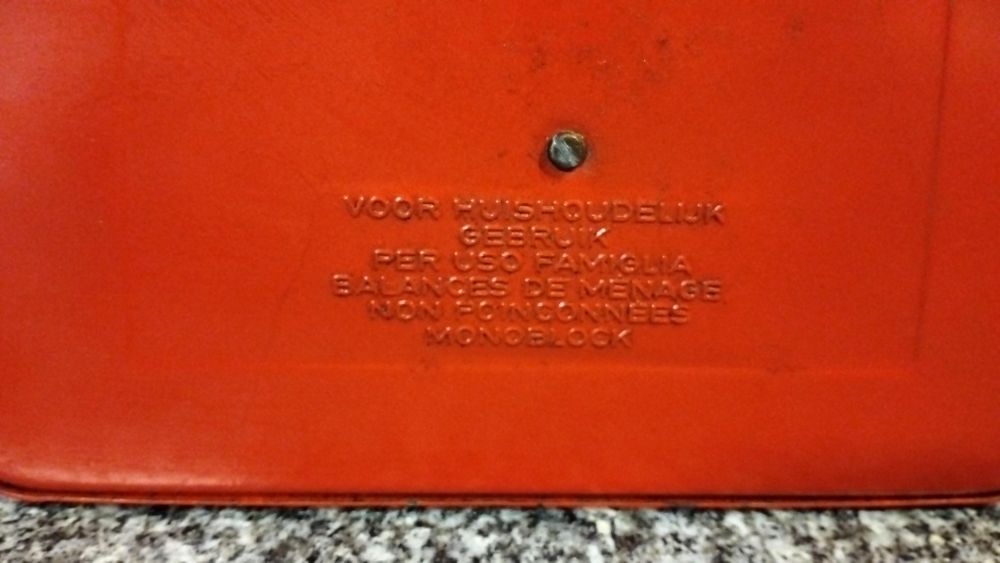 VOOR HUISHOUDELIJK
GEBRUIK
PER USO FAMIGLIA
BALANCES DE MENAGE
NON POINCONNEES
MONOBLOCK